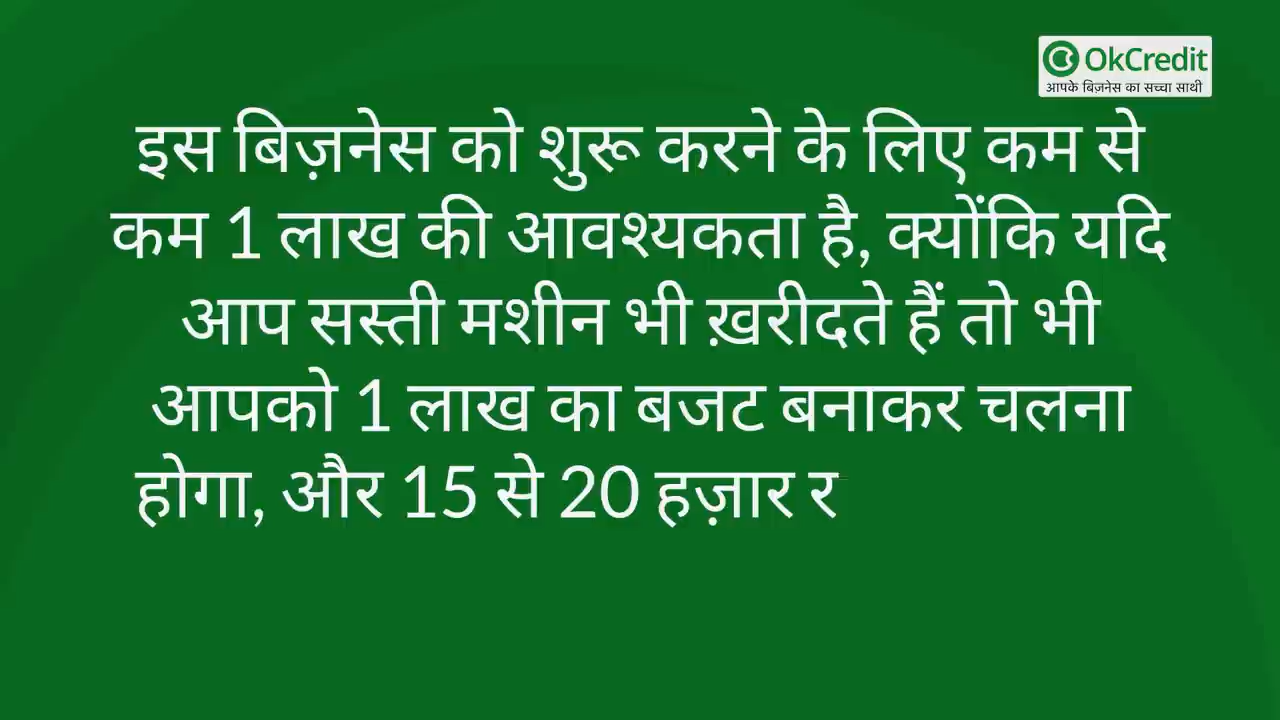 OkCredit
आपके बिज़नेस का सच्चा साथी
इस बिज़नेस को शुरू करने के लिए कम से
कम 1 लाख की आवश्यकता है, क्योंकि यदि
आप सस्ती मशीन भी ख़रीदते हैं तो भी
आपको 1 लाख का बजट बनाकर चलना
होगा, और 15 से 20 हज़ार र